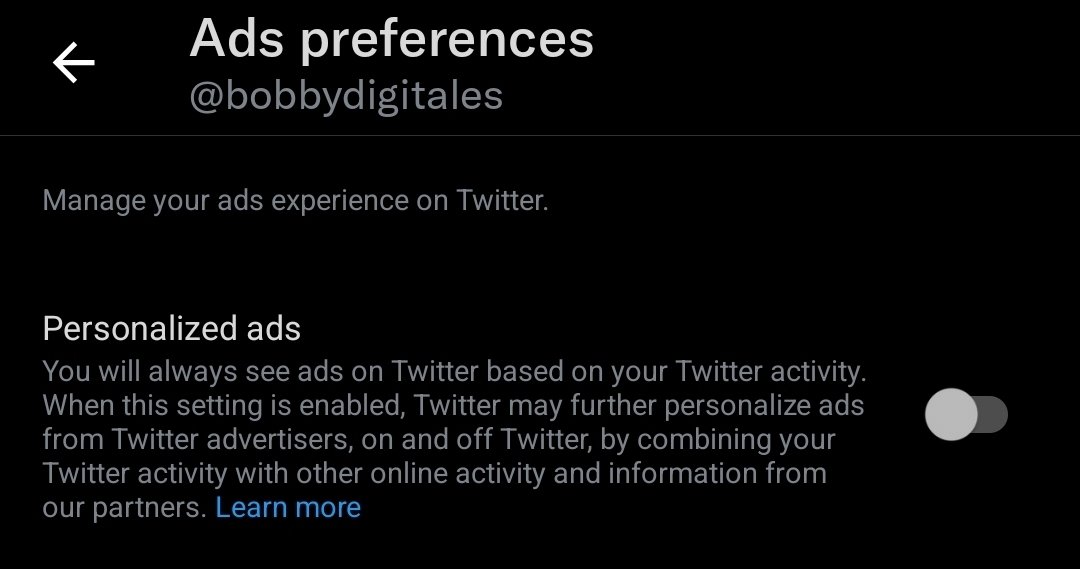 Ads preferences
@bobbydigitales
Manage your ads experience on Twitter.
Personalized ads
You will always see ads on Twitter based on your Twitter activity.
When this setting is enabled, Twitter may further personalize ads
from Twitter advertisers, on and off Twitter, by combining your
Twitter activity with other online activity and information from
our partners. Learn more